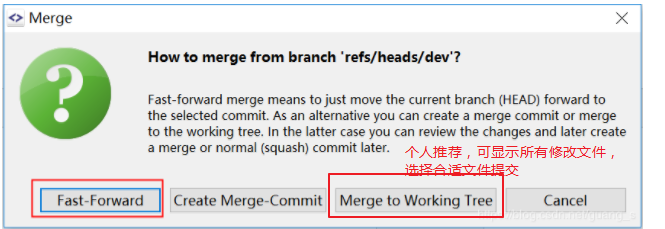 Merge
How to merge from branch 'refs/heads/dev'?
Fast-forward merge means to just move the current branch (HEAD) forward to
the selected commit. As an alternative you can create a merge commit or merge
to the working tree. In the latter case you can review the changes and later create
a merge or normal (squash) commit later.
个人推荐，可显示所有修改文件，
选择合适文件提交
Fast-Forward
Create Merge-Commit
Merge to Working Tree
Cancel